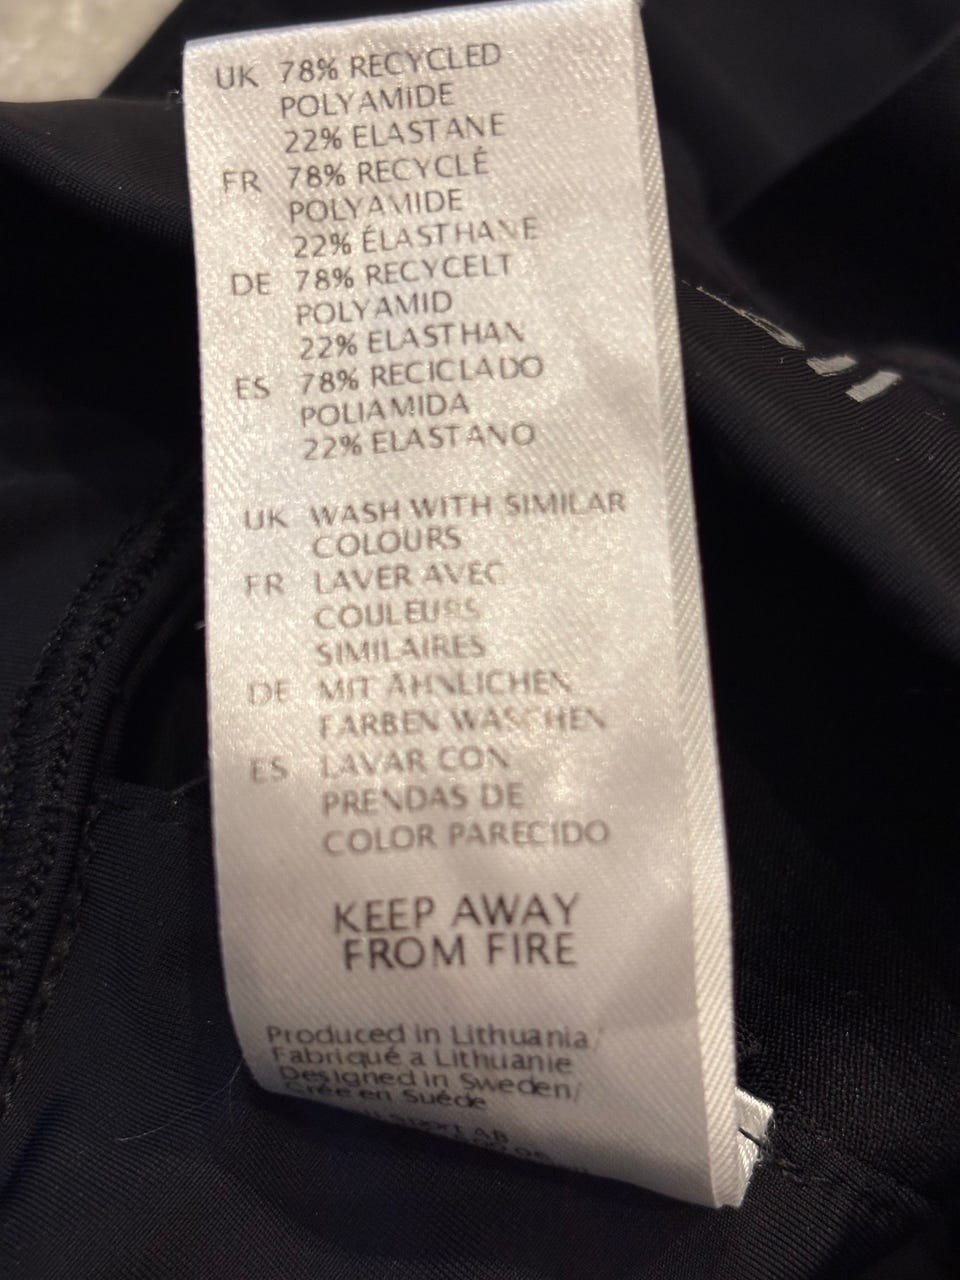 UK 78% RECYCLED
POLYAMIDE
22% ELASTANE
FR 78% RECYCLÉ
POLYAMIDE
22% ÉLASTHANE
DE 78% RECYCELT
POLYAMID
22% ELASTHAN
ES 78% RECICLADO
POLIAMIDA
22% ELASTANO
UK WASH WITH SIMILAR
COLOURS
FR LAVER AVEC
COULEURS
SIMILAIRES
DE MIT ÄHNLICHEN
FARBEN WASCHEN
ES LAVAR CON
PRENDAS DE
COLOR PARECIDO
KEEP AWAY
FROM FIRE
Produced in Lithuania/
Fabriqué a Lithuanie
Designed in Sweden/
Crée en Suéde
AB